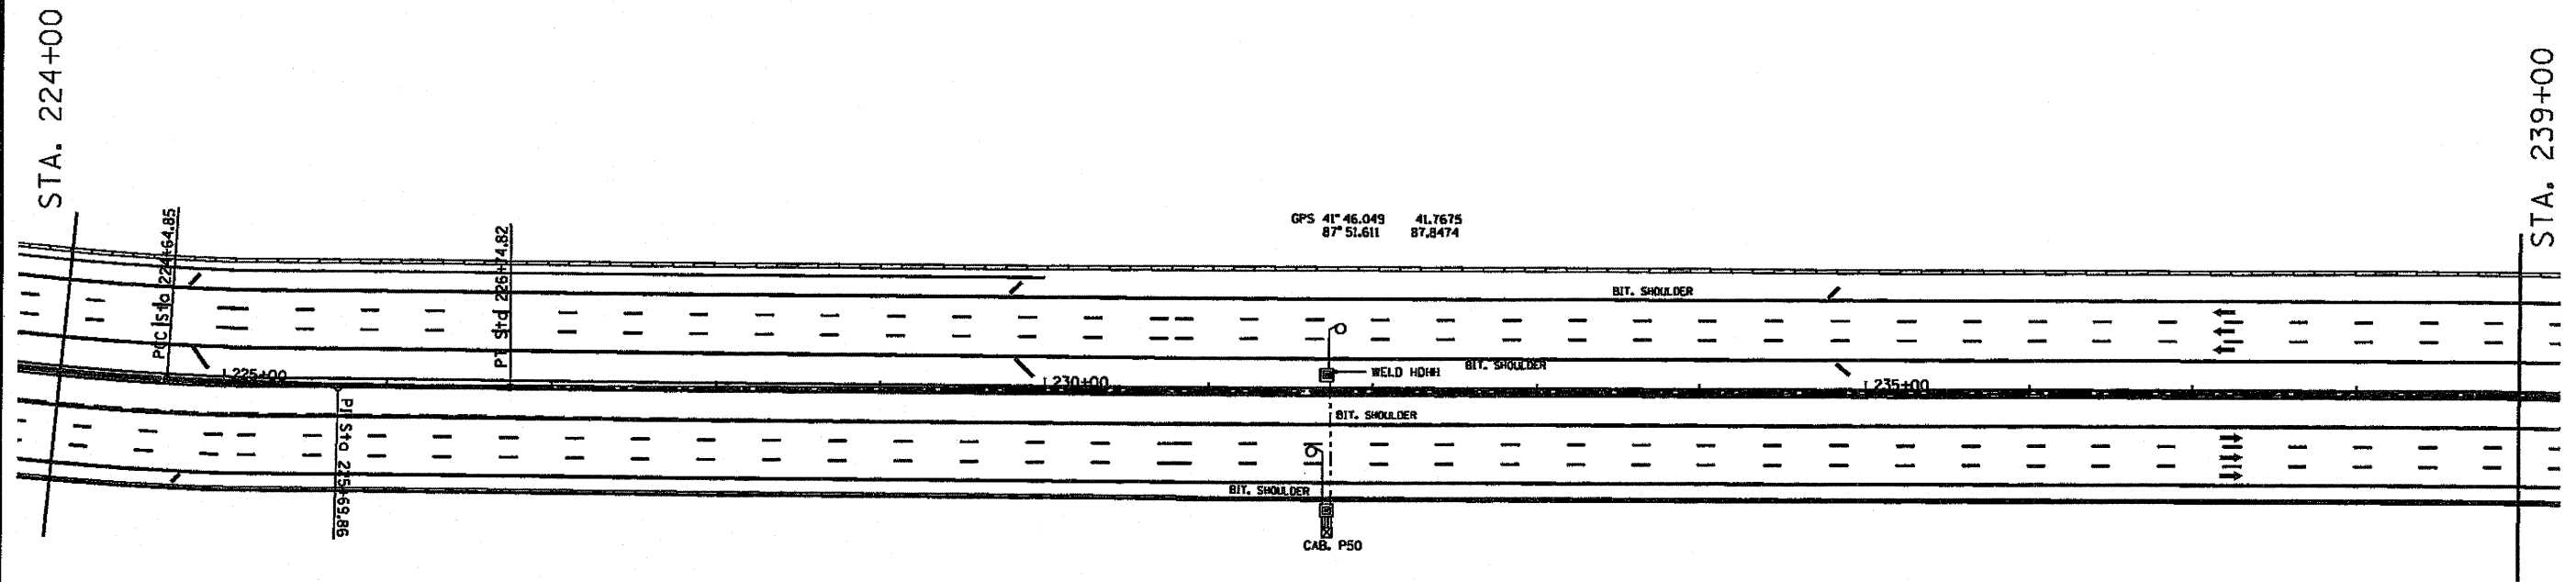 STA. 224+00
STA. 239+00
PCC Sta 224+64.85
PT Sta 226+74.82
GPS 41° 46.049 41.7675
87° 51.611 87.8474
BIT. SHOULDER
225+00
230+00
WELD HDHH
BIT. SHOULDER
235+00
PI Sta 225+69.86
BIT. SHOULDER
BIT. SHOULDER
CAB. P50